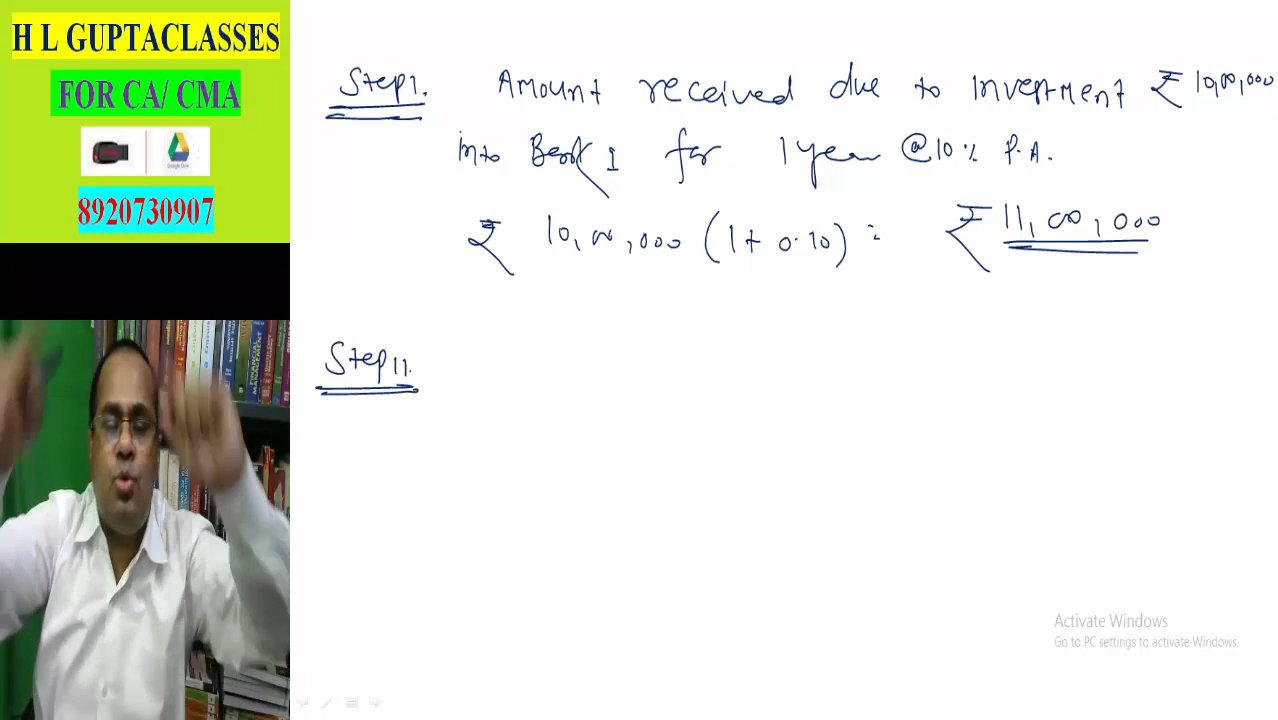 H L GUPTACLASSES
FOR CA/ CMA
8920730907
Step I.
Amount received due to investment ₹ 10,00,000
into I for 1 year @ 10% P.A.
₹ 10,00,000 (1 + 0.10) = ₹ 11,00,000
Step II.
FINANCIAL MANAGEMENT
Activate Windows
Go to PC settings to activate Windows.